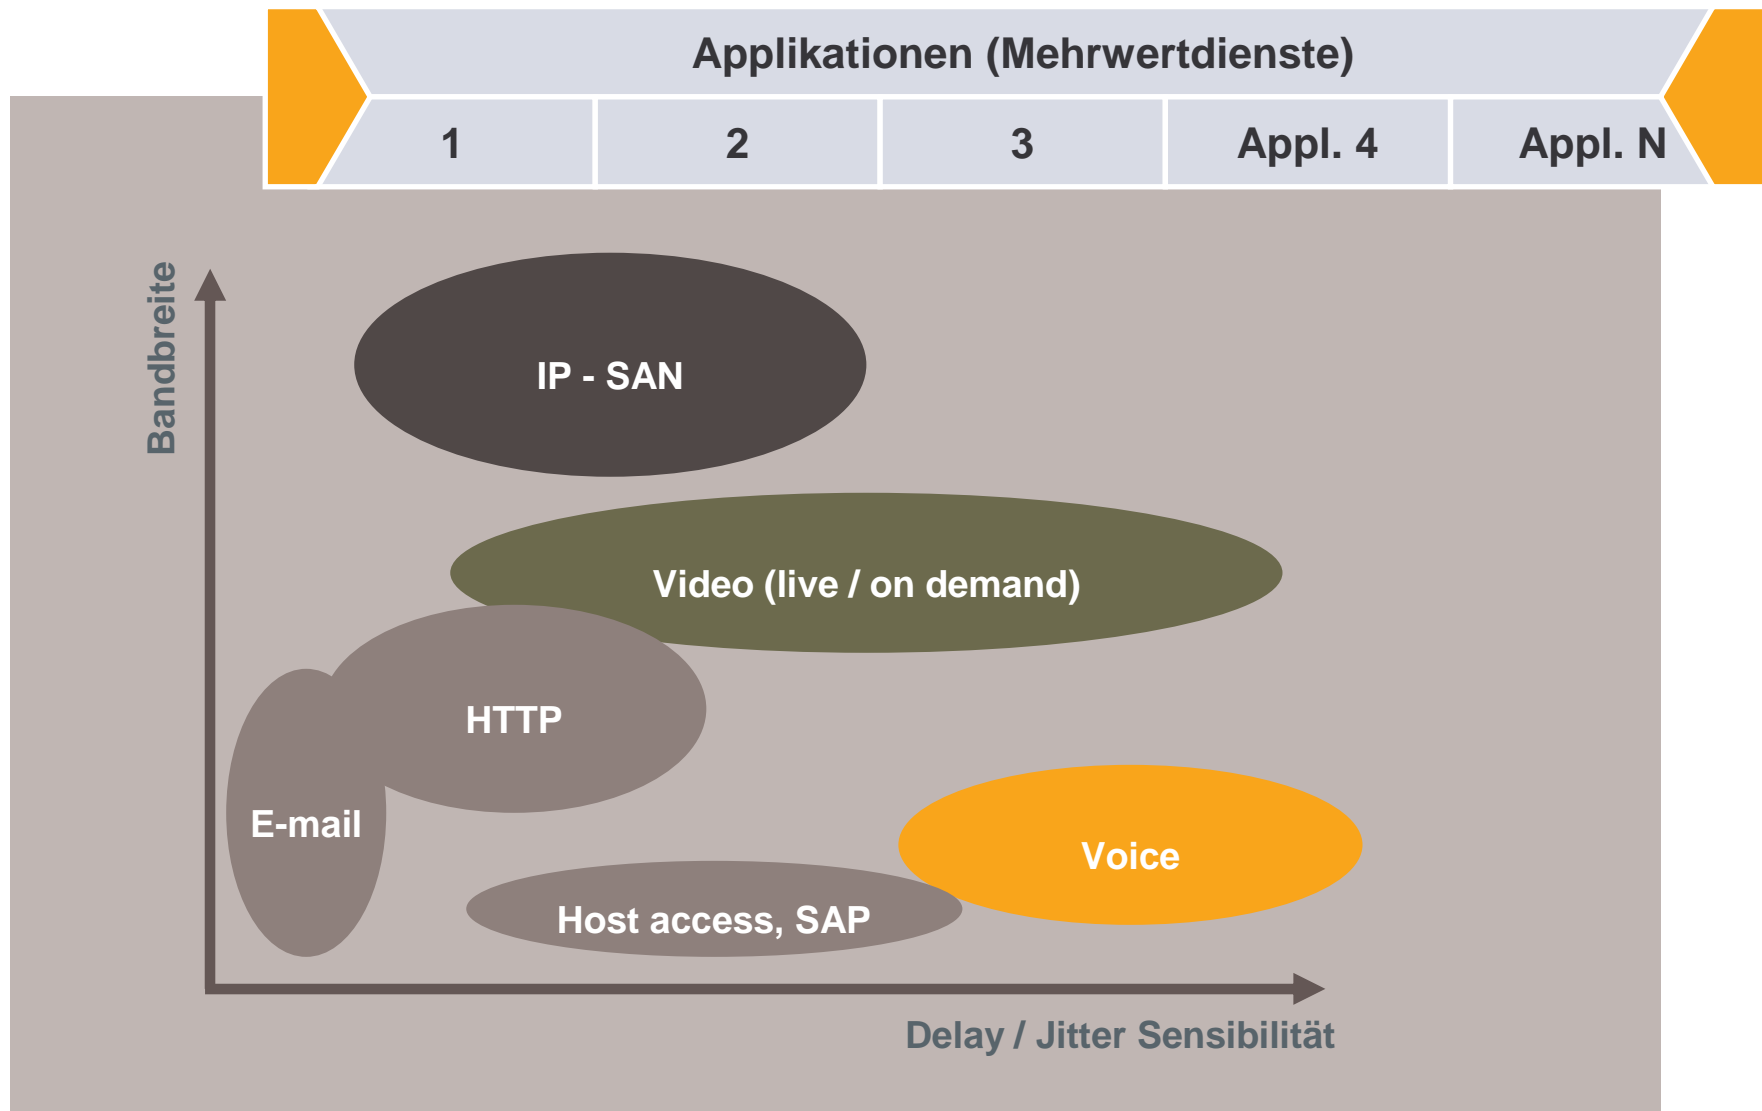 Applikationen (Mehrwertdienste)
1 2 3 Appl. 4 Appl. N
Bandbreite
IP - SAN
Video (live / on demand)
HTTP
E-mail
Voice
Host access, SAP
Delay / Jitter Sensibilität